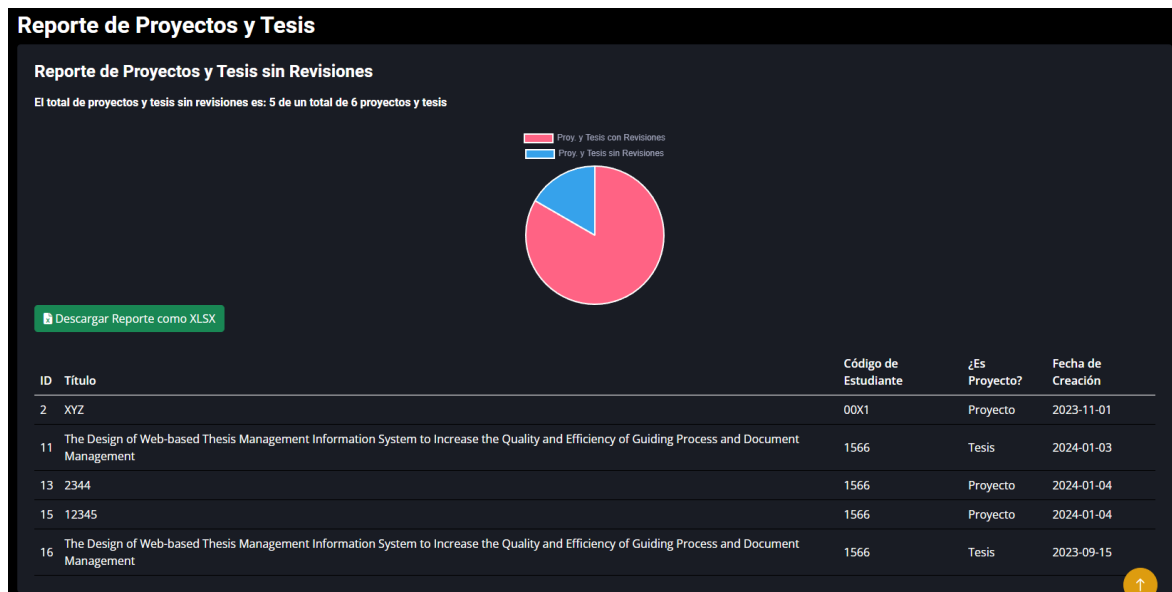 Reporte de Proyectos y Tesis
Reporte de Proyectos y Tesis sin Revisiones
El total de proyectos y tesis sin revisiones es: 5 de un total de 6 proyectos y tesis
Proy. y Tesis con Revisiones
Proy. y Tesis sin Revisiones
Descargar Reporte como XLSX
ID Título Código de Estudiante ¿Es Proyecto? Fecha de Creación
2 XYZ 00X1 Proyecto 2023-11-01
11 The Design of Web-based Thesis Management Information System to Increase the Quality and Efficiency of Guiding Process and Document
Management 1566 Tesis 2024-01-03
13 2344 1566 Proyecto 2024-01-04
15 12345 1566 Proyecto 2024-01-04
16 The Design of Web-based Thesis Management Information System to Increase the Quality and Efficiency of Guiding Process and Document
Management 1566 Tesis 2023-09-15